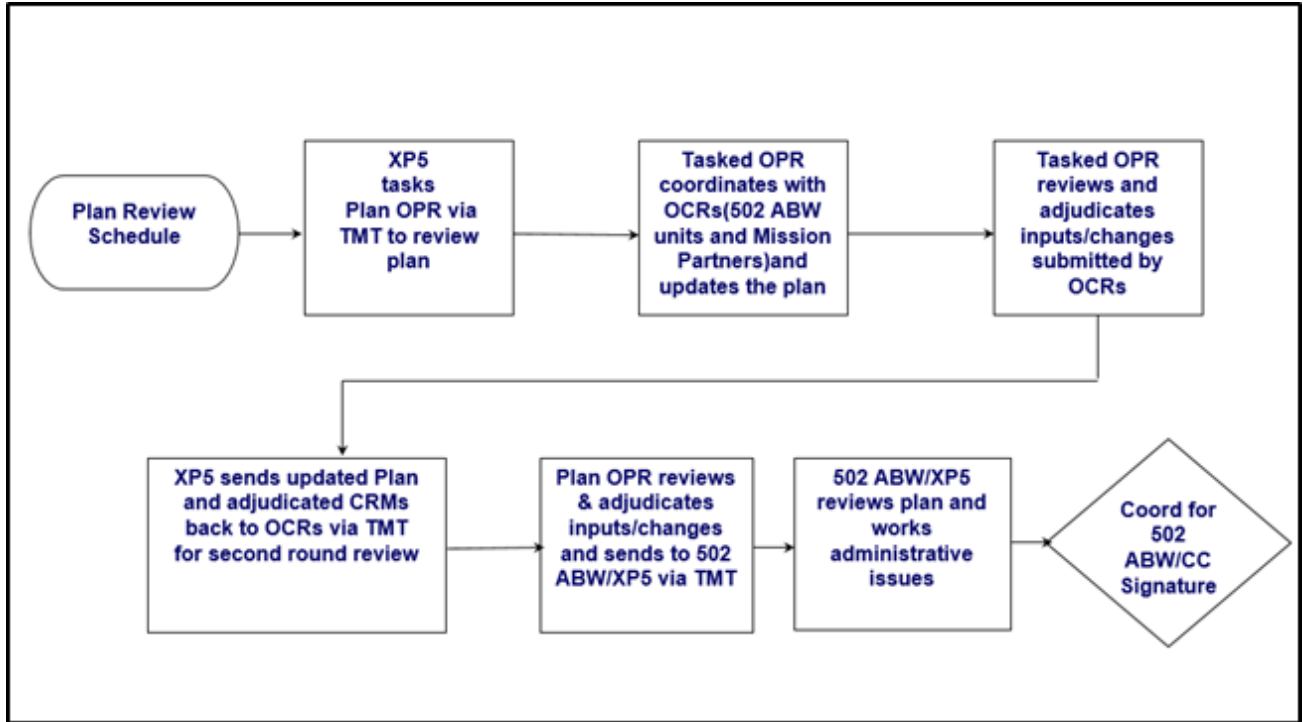 Plan Review
Schedule
XP5
tasks
Plan OPR via
TMT to review
plan
Tasked OPR
coordinates with
OCRs(502 ABW
units and Mission
Partners)and
updates the plan
Tasked OPR
reviews and
adjudicates
inputs/changes
submitted by
OCRs
XP5 sends updated Plan
and adjudicated CRMs
back to OCRs via TMT
for second round review
Plan OPR reviews
& adjudicates
inputs/changes
and sends to 502
ABW/XP5 via TMT
502 ABW/XP5
reviews plan and
works
administrative
issues
Coord for
502
ABW/CC
Signature